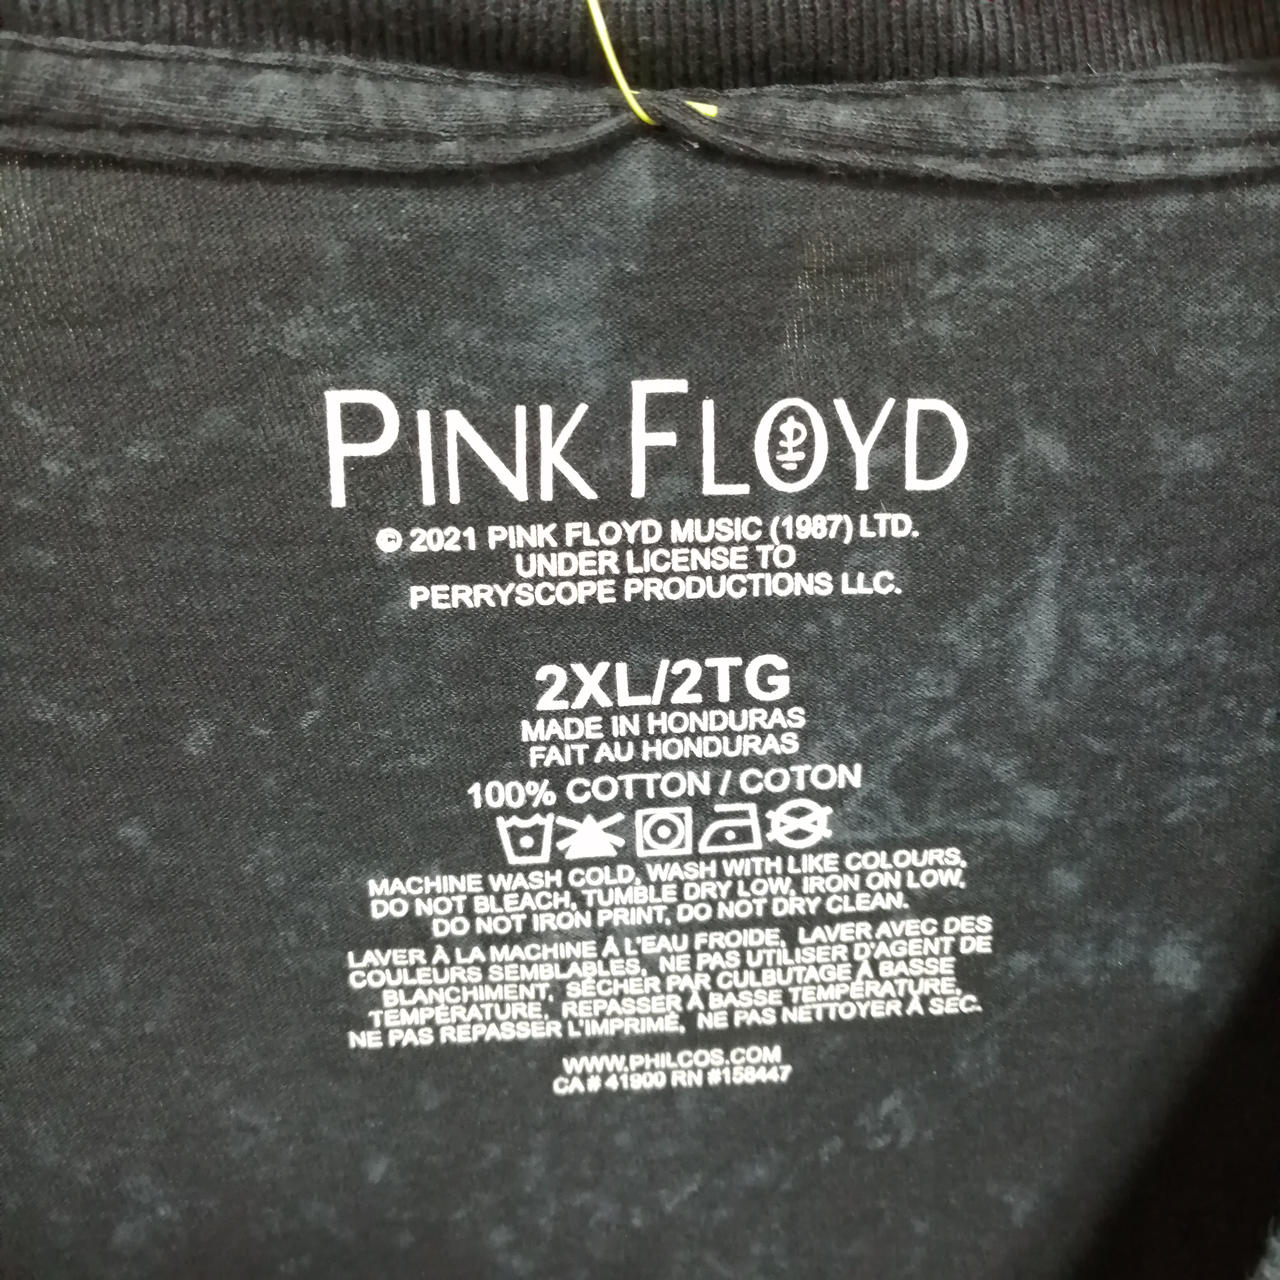 PINK FLOYD
© 2021 PINK FLOYD MUSIC (1987) LTD.
UNDER LICENSE TO
PERRYSCOPE PRODUCTIONS LLC.
2XL/2TG
MADE IN HONDURAS
FAIT AU HONDURAS
100% COTTON / COTON
MACHINE WASH COLD, WASH WITH LIKE COLOURS,
DO NOT BLEACH, TUMBLE DRY LOW, IRON ON LOW,
DO NOT IRON PRINT, DO NOT DRY CLEAN.
LAVER À LA MACHINE À L'EAU FROIDE, LAVER AVEC DES
COULEURS SEMBLABLES, NE PAS UTILISER D'AGENT DE
BLANCHIMENT, SÉCHER PAR CULBUTAGE À BASSE
TEMPÉRATURE, REPASSER À BASSE TEMPÉRATURE,
NE PAS REPASSER L'IMPRIMÉ, NE PAS NETTOYER À SEC.
WWW.PHILCOS.COM
CA # 41900 RN #158447